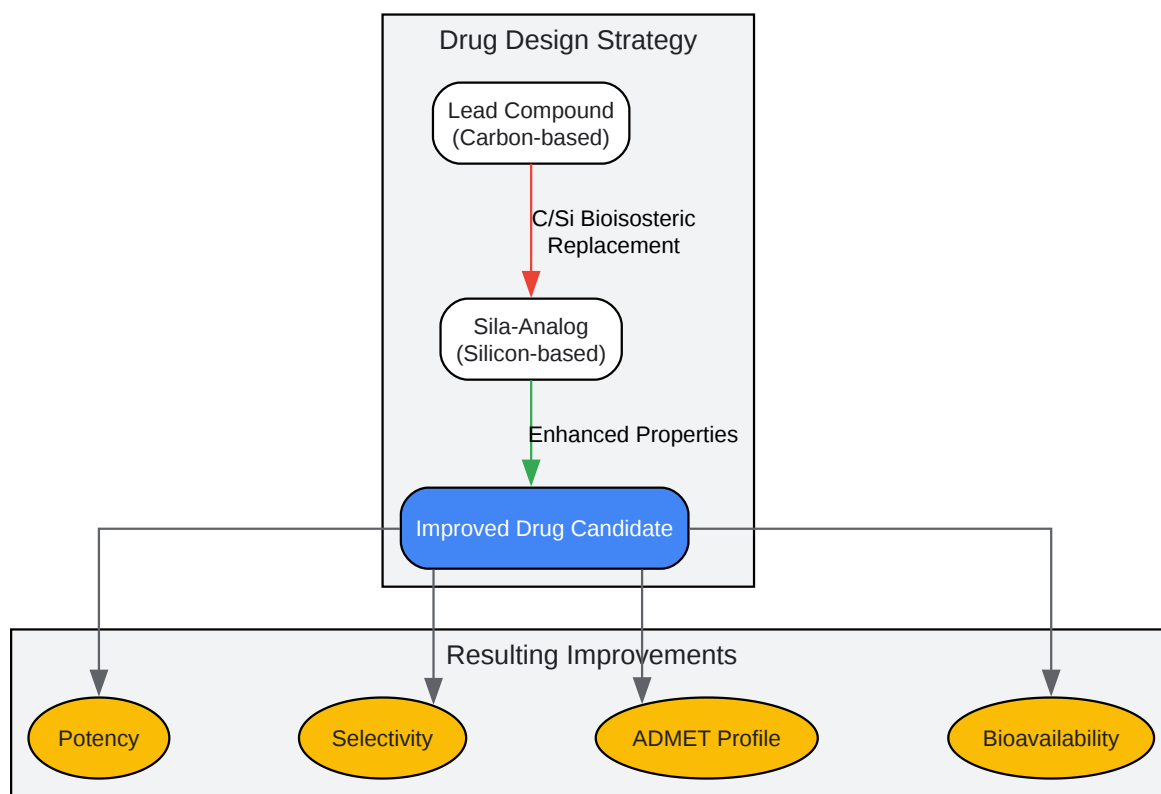 Drug Design Strategy
Lead Compound
(Carbon-based)
C/Si Bioisosteric
Replacement
Sila-Analog
(Silicon-based)
Enhanced Properties
Improved Drug Candidate
Resulting Improvements
Potency
Selectivity
ADMET Profile
Bioavailability